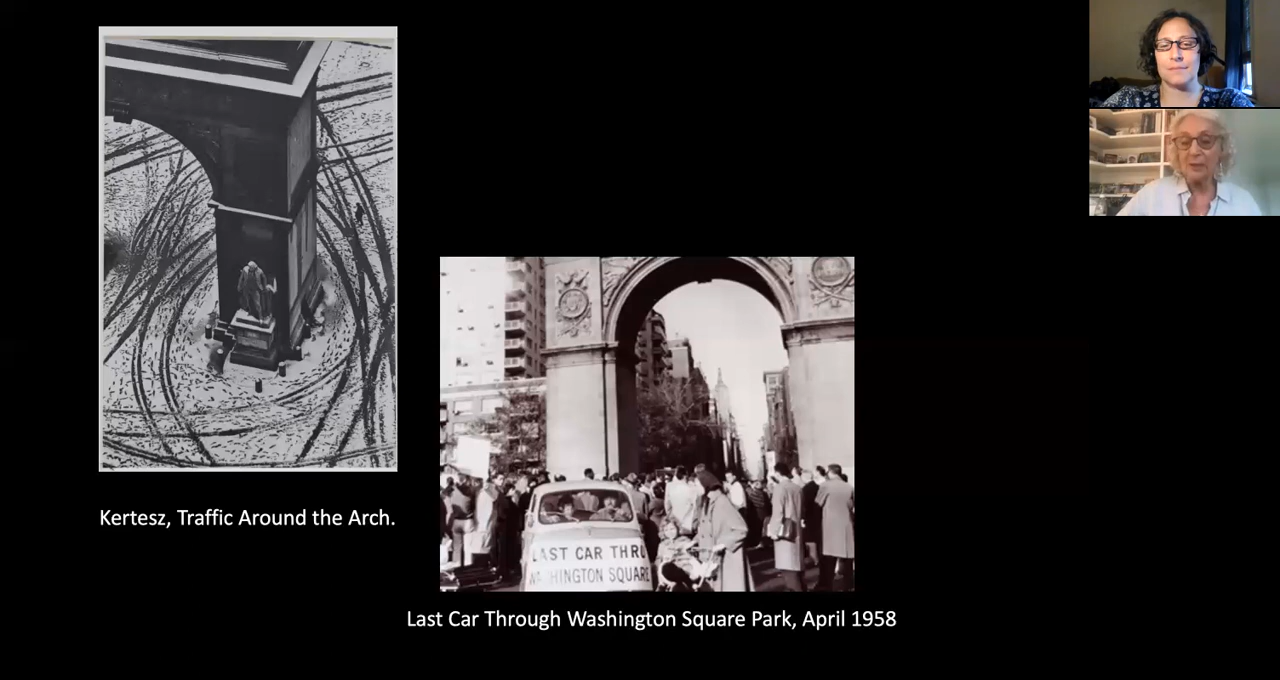 Kertesz, Traffic Around the Arch.
LAST CAR THRU
WASHINGTON SQUARE
Last Car Through Washington Square Park, April 1958